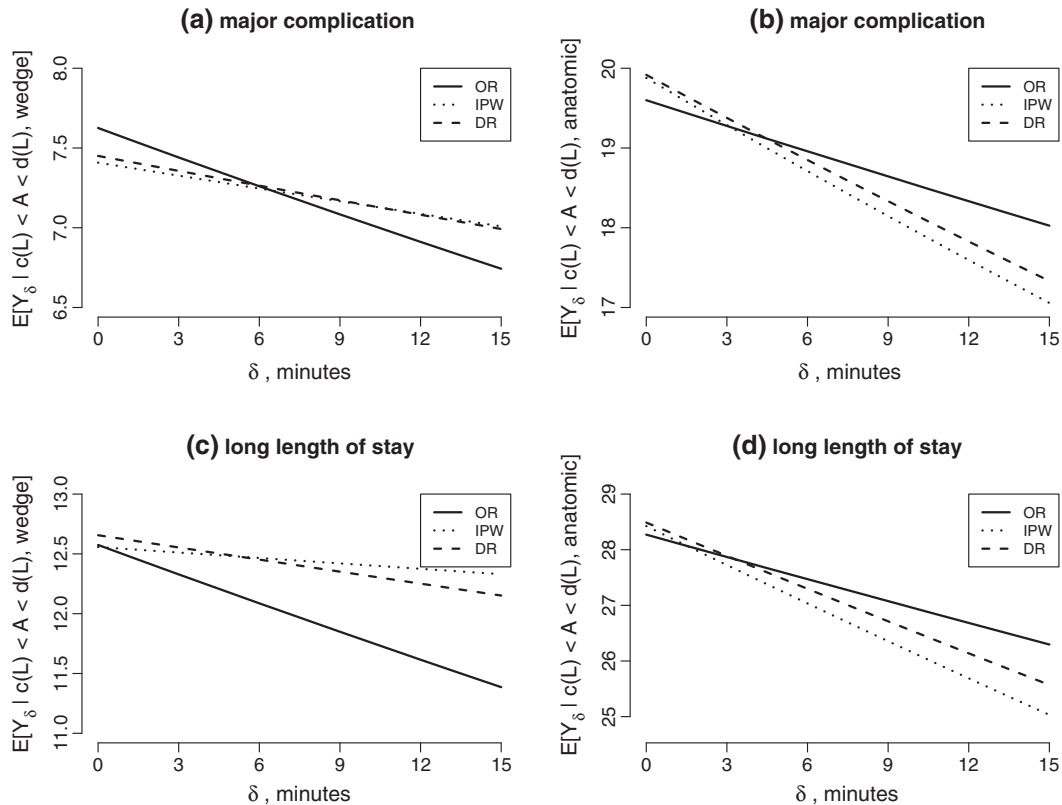 (a) major complication
E[Yδ | c(L) < A < d(L), wedge]
8.0
7.5
7.0
6.5
OR
IPW
DR
0 3 6 9 12 15
δ , minutes
(b) major complication
E[Yδ | c(L) < A < d(L), anatomic]
20
19
18
17
OR
IPW
DR
0 3 6 9 12 15
δ , minutes
(c) long length of stay
E[Yδ | c(L) < A < d(L), wedge]
13.0
12.5
12.0
11.5
11.0
OR
IPW
DR
0 3 6 9 12 15
δ , minutes
(d) long length of stay
E[Yδ | c(L) < A < d(L), anatomic]
29
28
27
26
25
OR
IPW
DR
0 3 6 9 12 15
δ , minutes